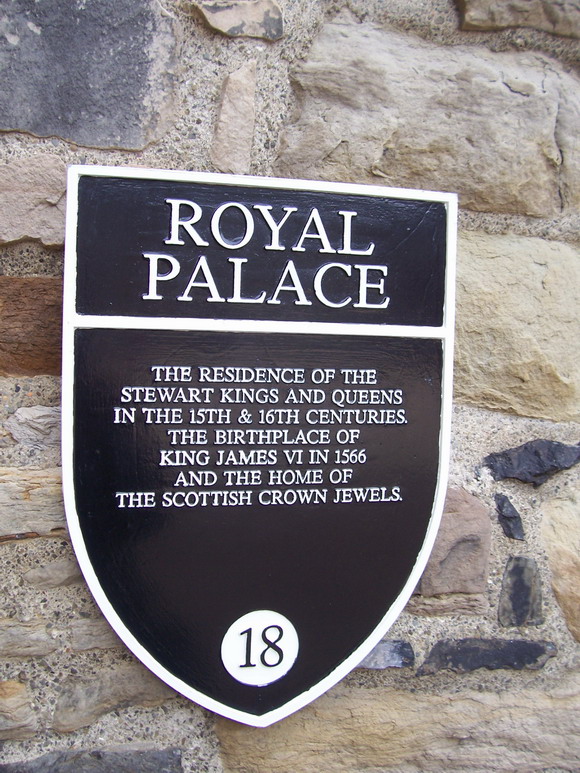 ROYAL
PALACE
THE RESIDENCE OF THE
STEWART KINGS AND QUEENS
IN THE 15TH & 16TH CENTURIES.
THE BIRTHPLACE OF
KING JAMES VI IN 1566
AND THE HOME OF
THE SCOTTISH CROWN JEWELS.
18